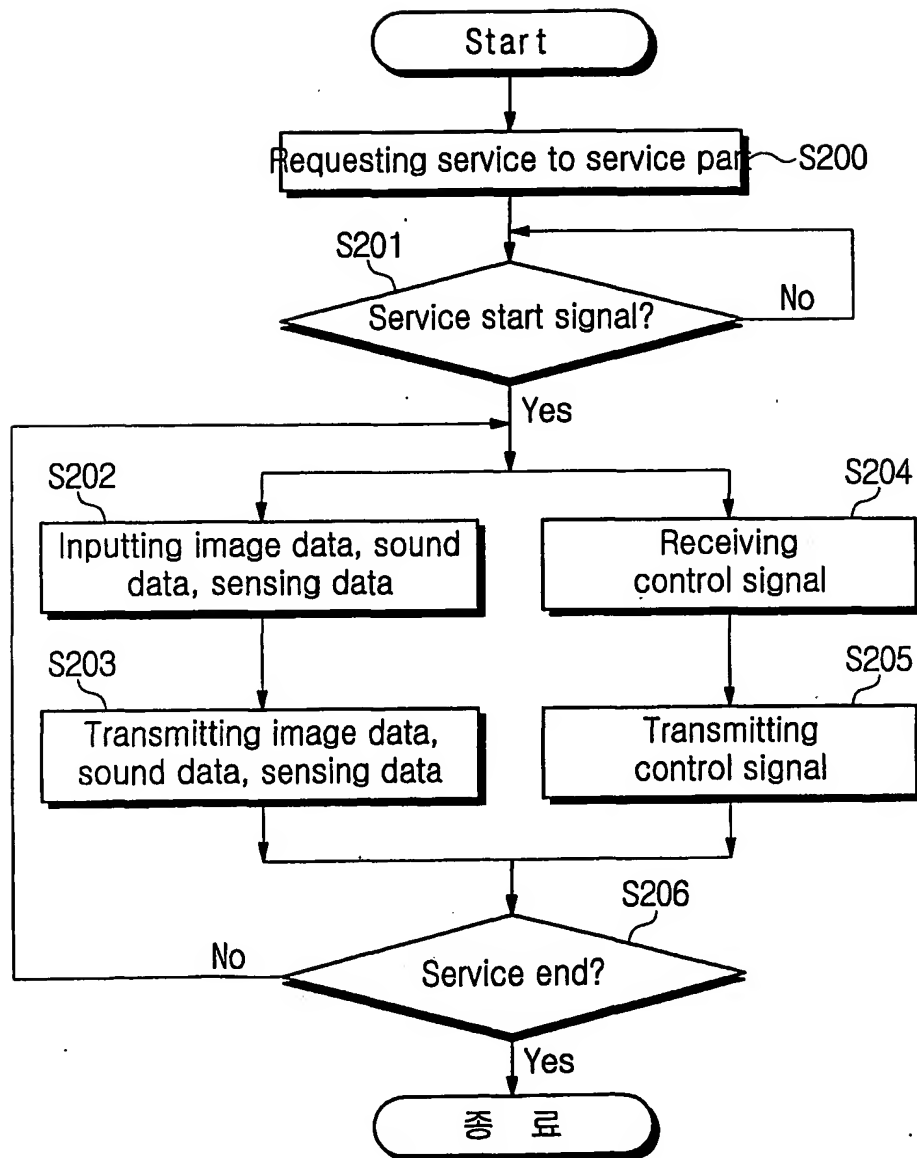 Start
Requesting service to service part
S200
S201
Service start signal?
No
Yes
S202
S204
Inputting image data, sound
data, sensing data
Receiving
control signal
S203
S205
Transmitting image data,
sound data, sensing data
Transmitting
control signal
S206
No
Service end?
Yes
종 료